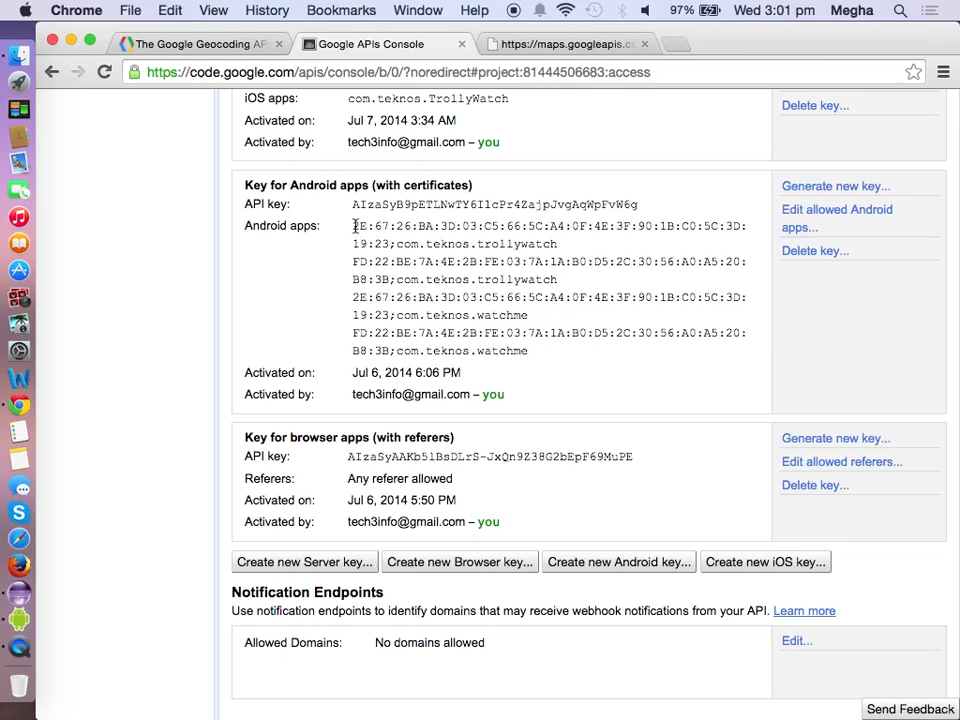 Chrome File Edit View History Bookmarks Window Help 97% Wed 3:01 pm Megha
The Google Geocoding AP
Google APIs Console
https://maps.googleapis.co
https://code.google.com/apis/console/b/0/?noredirect#project:81444506683:access
iOS apps: com.teknos.TrollyWatch
Delete key...
Activated on: Jul 7, 2014 3:34 AM
Activated by: tech3info@gmail.com – you
Key for Android apps (with certificates)
Generate new key...
API key: AIzaSyB9pETLNwTY6I1cPr4ZajpJvgAqWpFvW6g
Edit allowed Android
apps...
Android apps: 2E:67:26:BA:3D:03:C5:66:5C:A4:0F:4E:3F:90:1B:C0:5C:3D:
19:23;com.teknos.trollywatch
Delete key...
FD:22:BE:7A:4E:2B:FE:03:7A:1A:B0:D5:2C:30:56:A0:A5:20:
B8:3B;com.teknos.trollywatch
2E:67:26:BA:3D:03:C5:66:5C:A4:0F:4E:3F:90:1B:C0:5C:3D:
19:23;com.teknos.watchme
FD:22:BE:7A:4E:2B:FE:03:7A:1A:B0:D5:2C:30:56:A0:A5:20:
B8:3B;com.teknos.watchme
Activated on: Jul 6, 2014 6:06 PM
Activated by: tech3info@gmail.com – you
Key for browser apps (with referers)
Generate new key...
API key: AIzaSyAAKb5lBsDLrS-JxQn9Z38G2bEpF69MuPE
Edit allowed referers...
Referers: Any referer allowed
Delete key...
Activated on: Jul 6, 2014 5:50 PM
Activated by: tech3info@gmail.com – you
Create new Server key... Create new Browser key... Create new Android key... Create new iOS key...
Notification Endpoints
Use notification endpoints to identify domains that may receive webhook notifications from your API. Learn more
Allowed Domains: No domains allowed
Edit...
Send Feedback